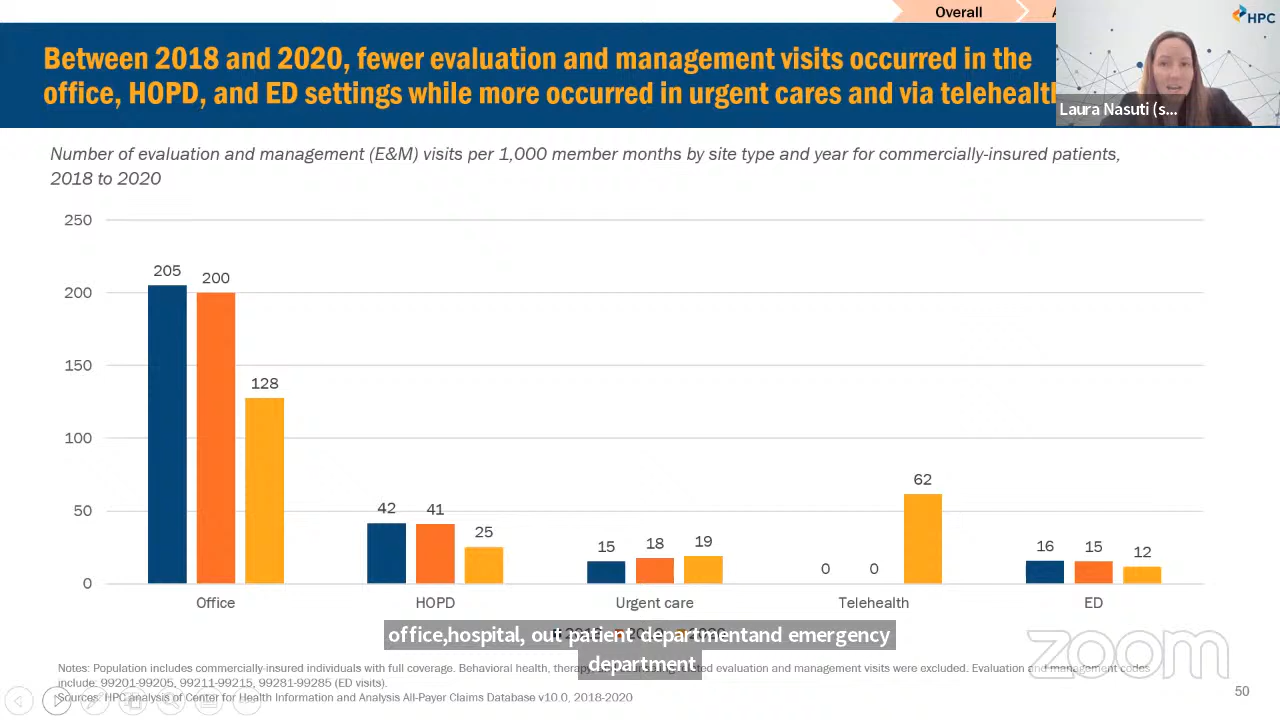 Overall
HPC
Between 2018 and 2020, fewer evaluation and management visits occurred in the
office, HOPD, and ED settings while more occurred in urgent cares and via
Laura Nasuti (s...
Number of evaluation and management (E&M) visits per 1,000 member months by site type and year for commercially-insured patients,
2018 to 2020
250
200
150
100
50
0
205
200
128
42
41
25
15
18
19
0
0
62
16
15
12
Office
HOPD
Urgent care
Telehealth
ED
office,hospital, out patient departmentand emergency
department
zoom
Notes: Population includes commercially-insured individuals with full coverage. Behavioral health, evaluation and management visits were excluded. Evaluation and management codes
include: 99201-99205, 99211-99215, 99281-99285 (ED visits).
Sources: HPC analysis of Center for Health Information and Analysis All-Payer Claims Database v10.0, 2018-2020
50